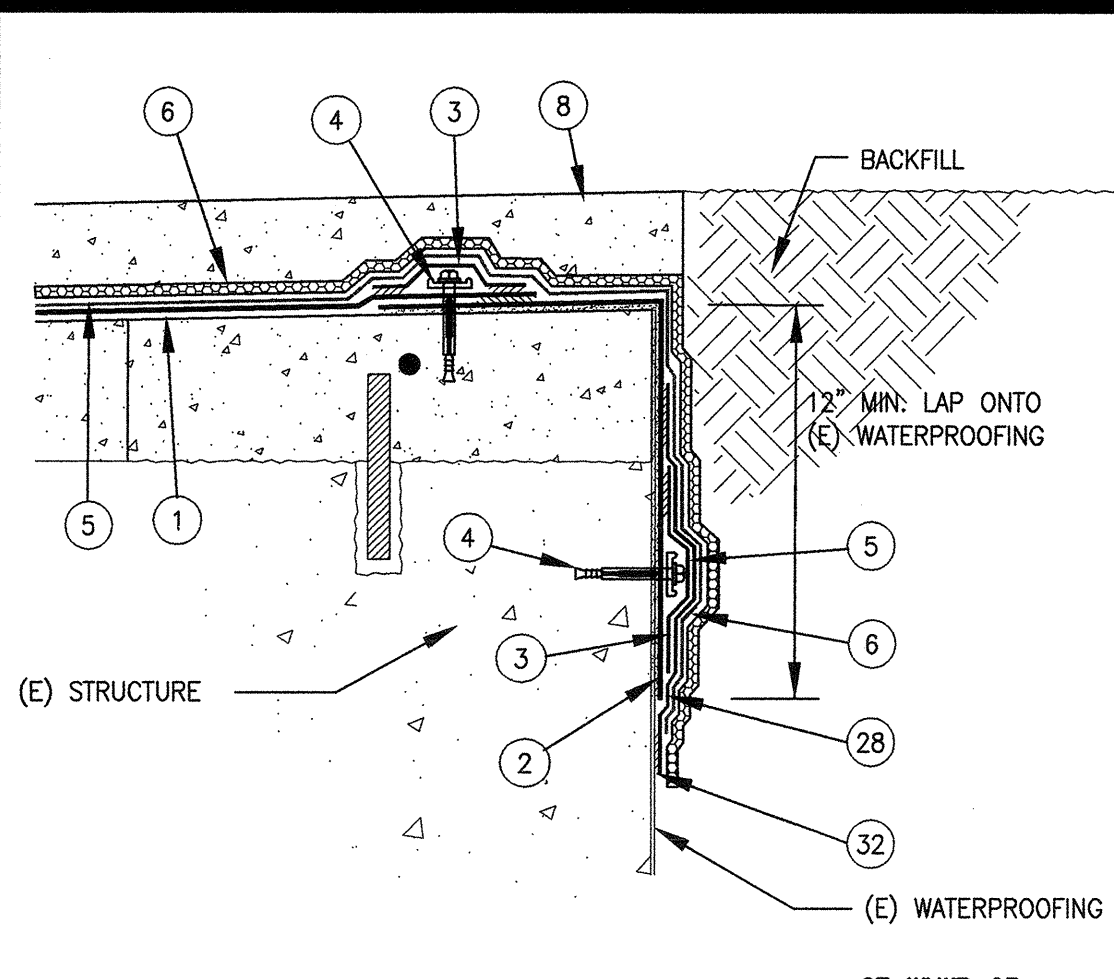 6
4
3
8
BACKFILL
12" MIN. LAP ONTO
(E) WATERPROOFING
5
1
4
5
3
6
(E) STRUCTURE
2
28
32
(E) WATERPROOFING